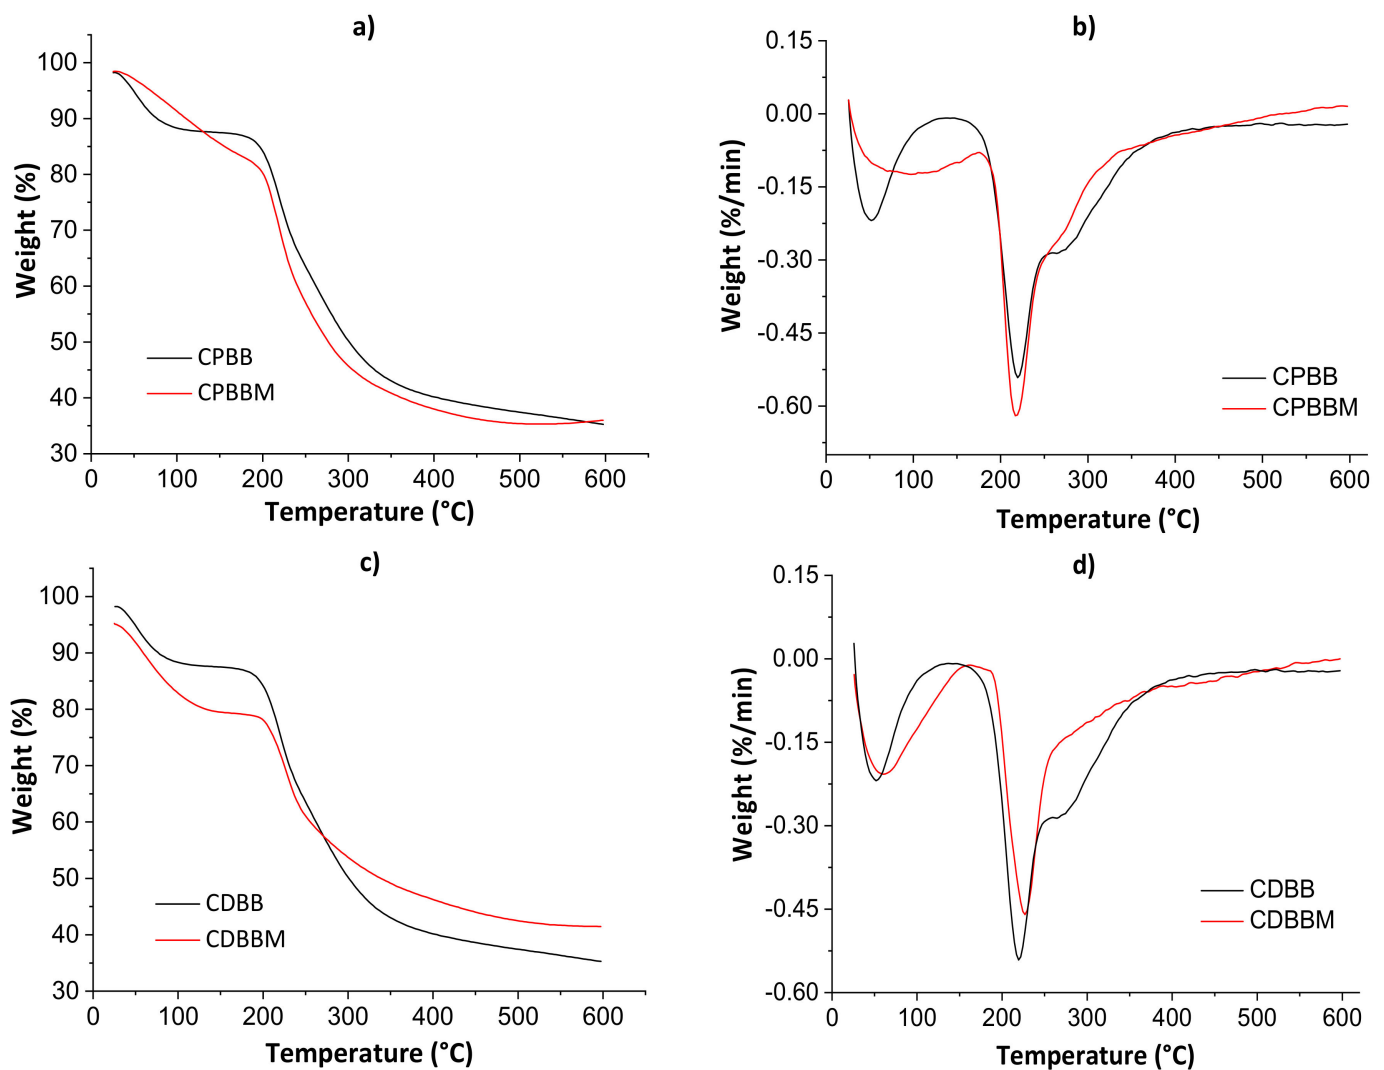 a)
100
90
80
70
60
50
40
30
Weight (%)
CPBB
CPBBM
0 100 200 300 400 500 600
Temperature (°C)
b)
0.15
0.00
-0.15
-0.30
-0.45
-0.60
Weight (%/min)
CPBB
CPBBM
0 100 200 300 400 500 600
Temperature (°C)
c)
100
90
80
70
60
50
40
30
Weight (%)
CDBB
CDBBM
0 100 200 300 400 500 600
Temperature (°C)
d)
0.15
0.00
-0.15
-0.30
-0.45
-0.60
Weight (%/min)
CDBB
CDBBM
0 100 200 300 400 500 600
Temperature (°C)